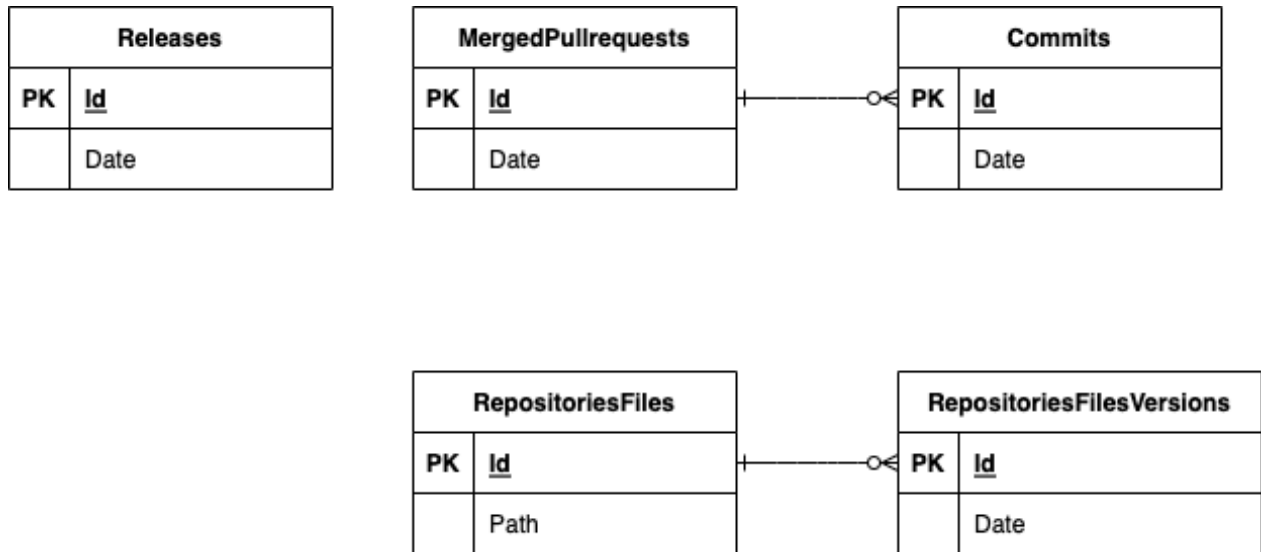 Releases
PK Id
Date
MergedPullrequests
PK Id
Date
Commits
PK Id
Date
RepositoriesFiles
PK Id
Path
RepositoriesFilesVersions
PK Id
Date